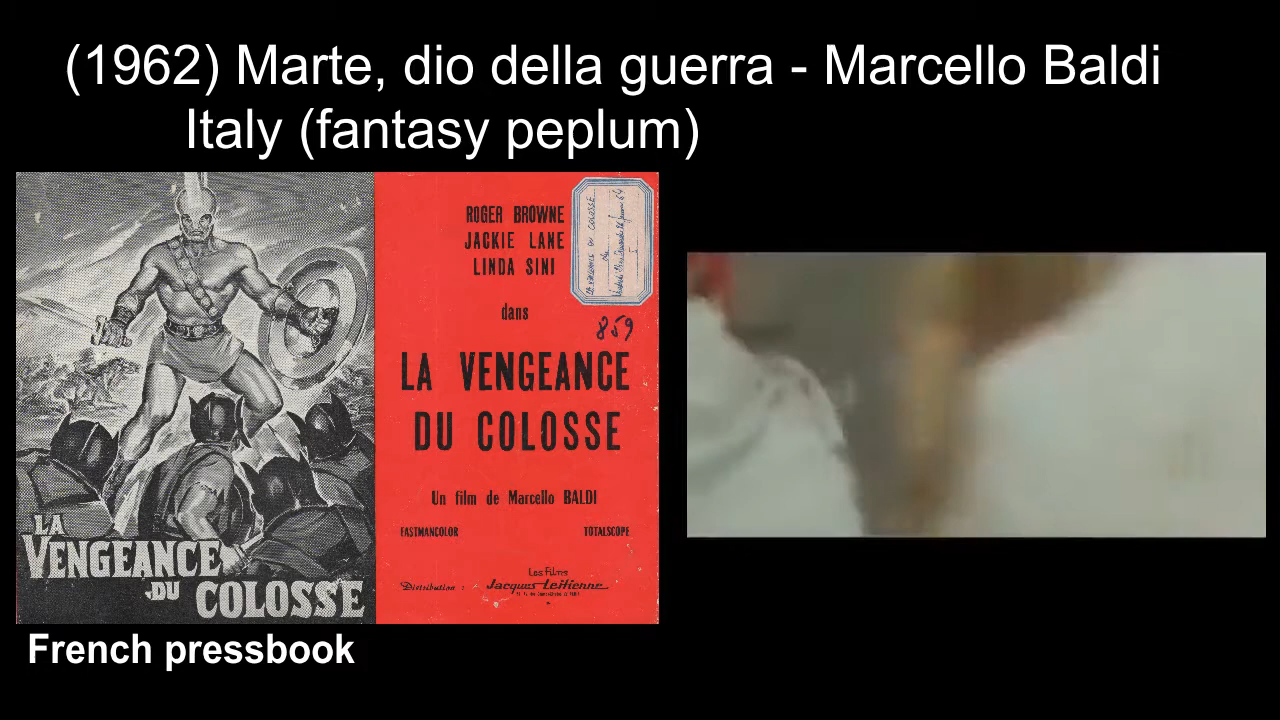 (1962) Marte, dio della guerra - Marcello Baldi
Italy (fantasy peplum)
ROGER BROWNE
JACKIE LANE
LINDA SINI
dans
859
LA VENGEANCE
DU COLOSSE
Un film de Marcello BALDI
EASTMANCOLOR TOTALSCOPE
Distribution :
Les Films
Jacques Leitienne
LA
VENGEANCE
DU COLOSSE
French pressbook